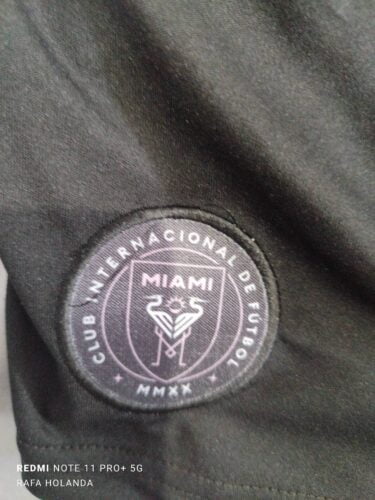 CLUB INTERNACIONAL DE FUTBOL
MIAMI
MMXX
REDMI NOTE 11 PRO+ 5G
RAFA HOLANDA